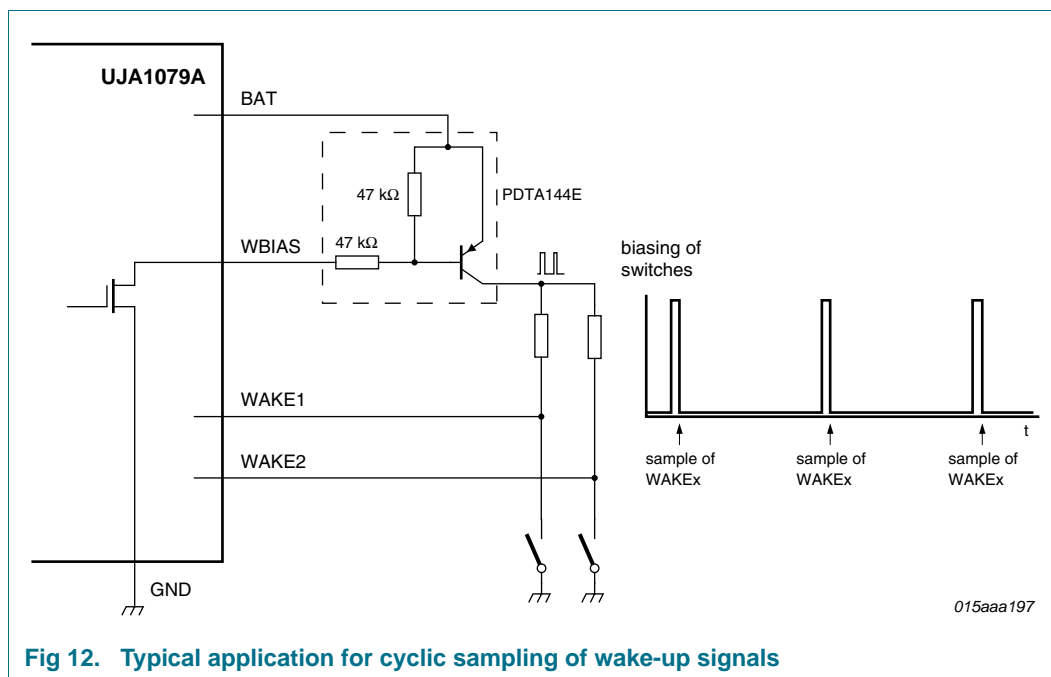 UJA1079A
BAT
47 kΩ
PDTA144E
WBIAS
47 kΩ
biasing of
switches
WAKE1
WAKE2
t
sample of
WAKEx
sample of
WAKEx
sample of
WAKEx
GND
015aaa197
Fig 12. Typical application for cyclic sampling of wake-up signals